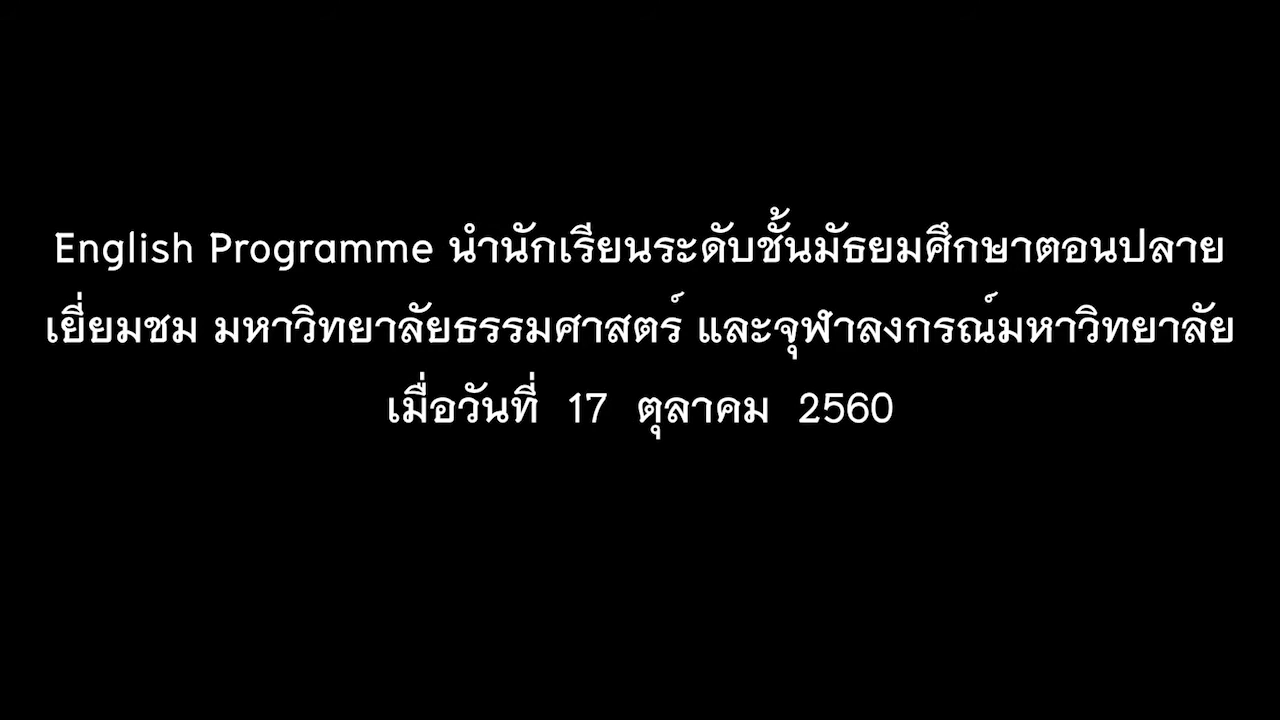 English Programme นำนักเรียนระดับชั้นมัธยมศึกษาตอนปลาย
เยี่ยมชม มหาวิทยาลัยธรรมศาสตร์ และจุฬาลงกรณ์มหาวิทยาลัย
เมื่อวันที่ 17 ตุลาคม 2560